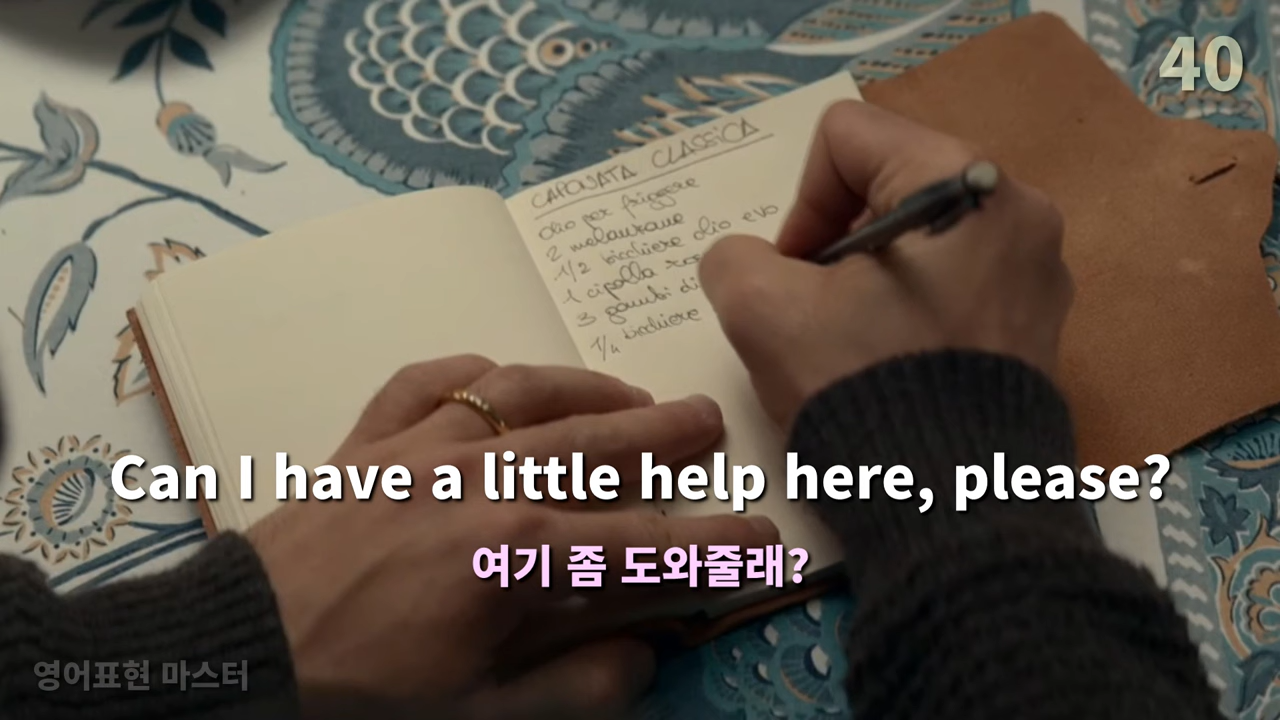 40
CAPONATA CLASSICA
olio per friggere
2 melanzane
1/2 bicchiere olio evo
1 cipolla
3 gambi di
1/4 bicchiere
Can I have a little help here, please?
여기 좀 도와줄래?
영어표현 마스터